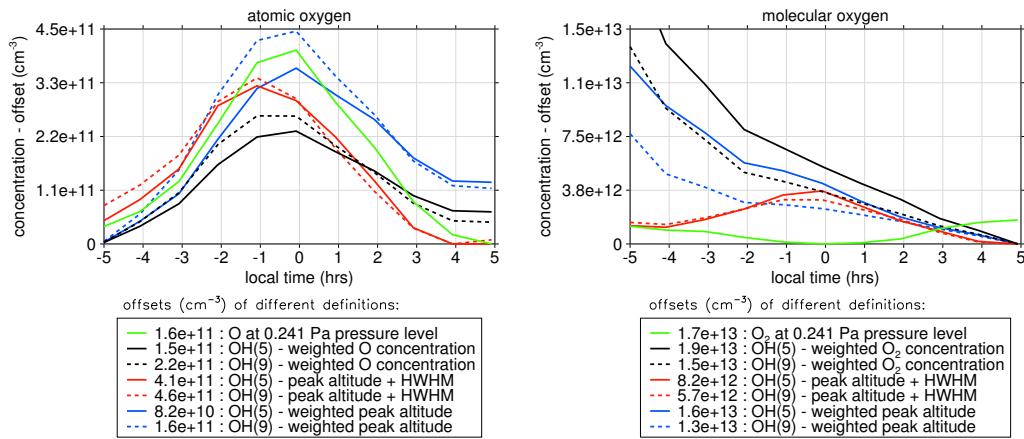 atomic oxygen
concentration - offset (cm⁻³)
4.5e+11
3.3e+11
2.2e+11
1.1e+11
0
-5 -4 -3 -2 -1 0 1 2 3 4 5
local time (hrs)
offsets (cm⁻³) of different definitions:
1.6e+11 : O at 0.241 Pa pressure level
1.5e+11 : OH(5) - weighted O concentration
2.2e+11 : OH(9) - weighted O concentration
4.1e+11 : OH(5) - peak altitude + HWHM
4.6e+11 : OH(9) - peak altitude + HWHM
8.2e+10 : OH(5) - weighted peak altitude
1.6e+11 : OH(9) - weighted peak altitude
molecular oxygen
concentration - offset (cm⁻³)
1.5e+13
1.1e+13
7.5e+12
3.8e+12
0
-5 -4 -3 -2 -1 0 1 2 3 4 5
local time (hrs)
offsets (cm⁻³) of different definitions:
1.7e+13 : O₂ at 0.241 Pa pressure level
1.9e+13 : OH(5) - weighted O₂ concentration
1.5e+13 : OH(9) - weighted O₂ concentration
8.2e+12 : OH(5) - peak altitude + HWHM
5.7e+12 : OH(9) - peak altitude + HWHM
1.6e+13 : OH(5) - weighted peak altitude
1.3e+13 : OH(9) - weighted peak altitude